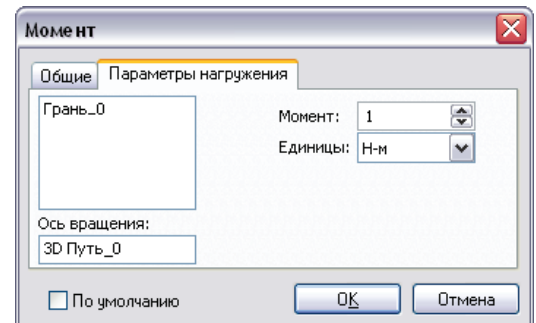 Момент
Общие Параметры нагружения
Грань_0
Момент: 1
Единицы: Н-м
Ось вращения:
3D Путь_0
По умолчанию OK Отмена